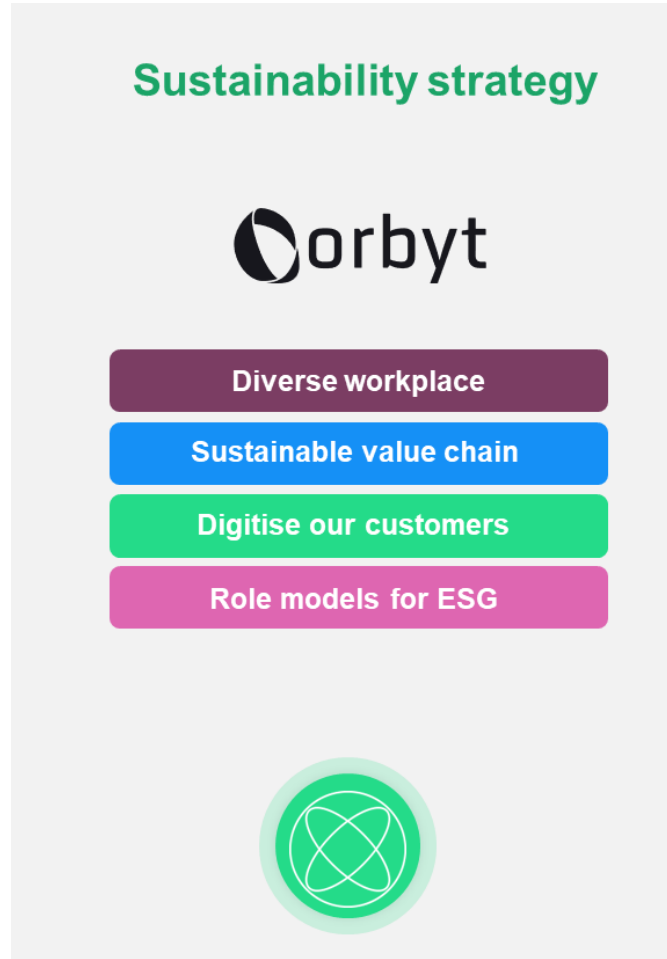 Sustainability strategy
orbyt
Diverse workplace
Sustainable value chain
Digitise our customers
Role models for ESG